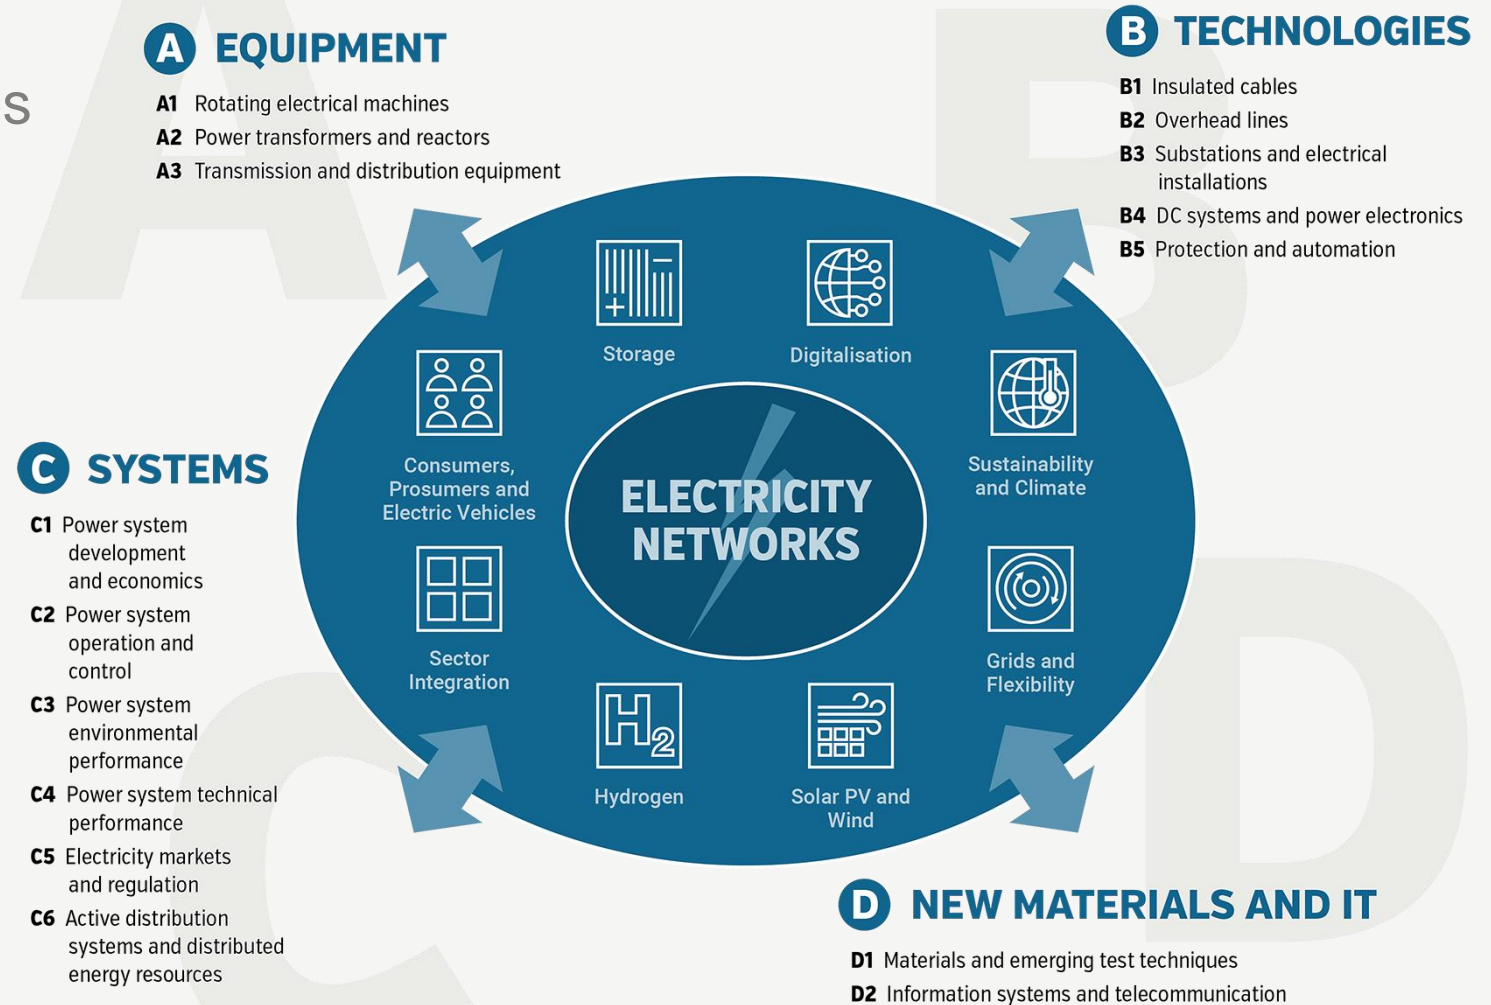 A EQUIPMENT
A1 Rotating electrical machines
A2 Power transformers and reactors
A3 Transmission and distribution equipment
s
B TECHNOLOGIES
B1 Insulated cables
B2 Overhead lines
B3 Substations and electrical
installations
B4 DC systems and power electronics
B5 Protection and automation
Storage
Digitalisation
Consumers,
Prosumers and
Electric Vehicles
Sustainability
and Climate
ELECTRICITY
NETWORKS
Sector
Integration
Grids and
Flexibility
H2
Hydrogen
Solar PV and
Wind
C SYSTEMS
C1 Power system
development
and economics
C2 Power system
operation and
control
C3 Power system
environmental
performance
C4 Power system technical
performance
C5 Electricity markets
and regulation
C6 Active distribution
systems and distributed
energy resources
D NEW MATERIALS AND IT
D1 Materials and emerging test techniques
D2 Information systems and telecommunication
A
B
C
D